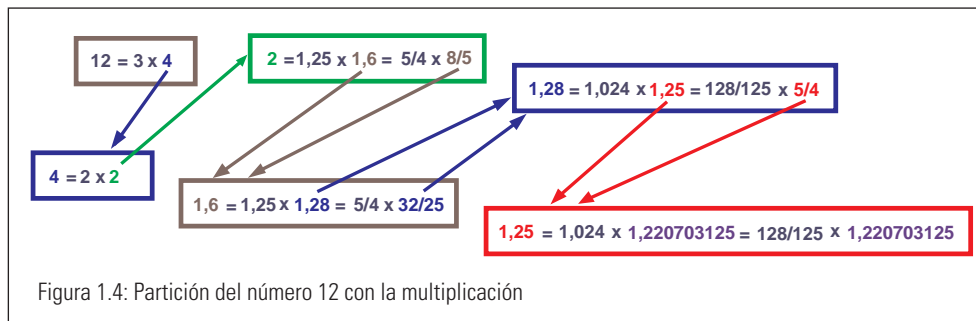 12 = 3 x 4
2 =1,25 x 1,6 = 5/4 x 8/5
1,28 = 1,024 x 1,25 = 128/125 x 5/4
4 = 2 x 2
1,6 = 1,25 x 1,28 = 5/4 x 32/25
1,25 = 1,024 x 1,220703125 = 128/125 x 1,220703125
Figura 1.4: Partición del número 12 con la multiplicación